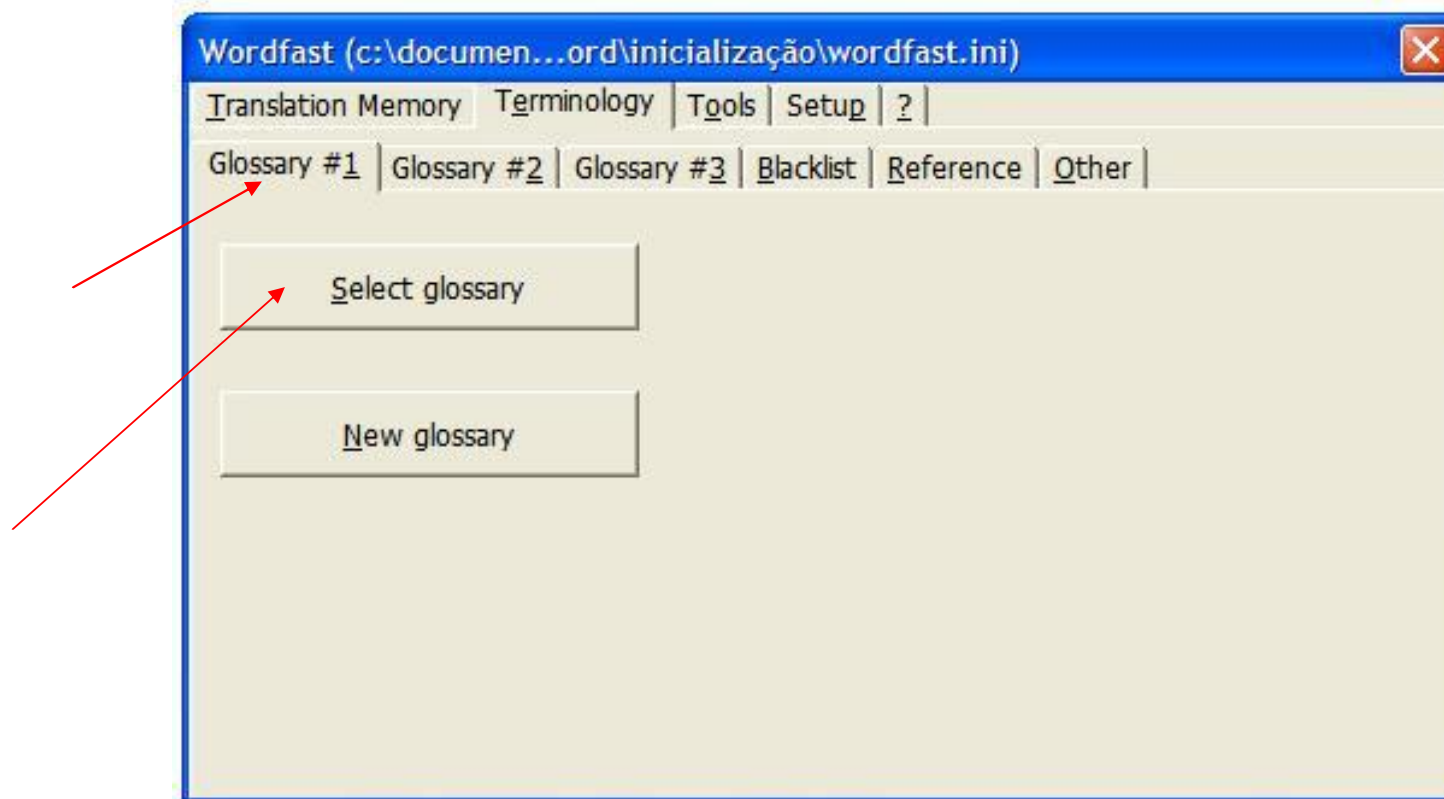 Wordfast (c:\documen...ord\inicialização\wordfast.ini)
Translation Memory Terminology Tools Setup ?
Glossary #1 Glossary #2 Glossary #3 Blacklist Reference Other
Select glossary
New glossary